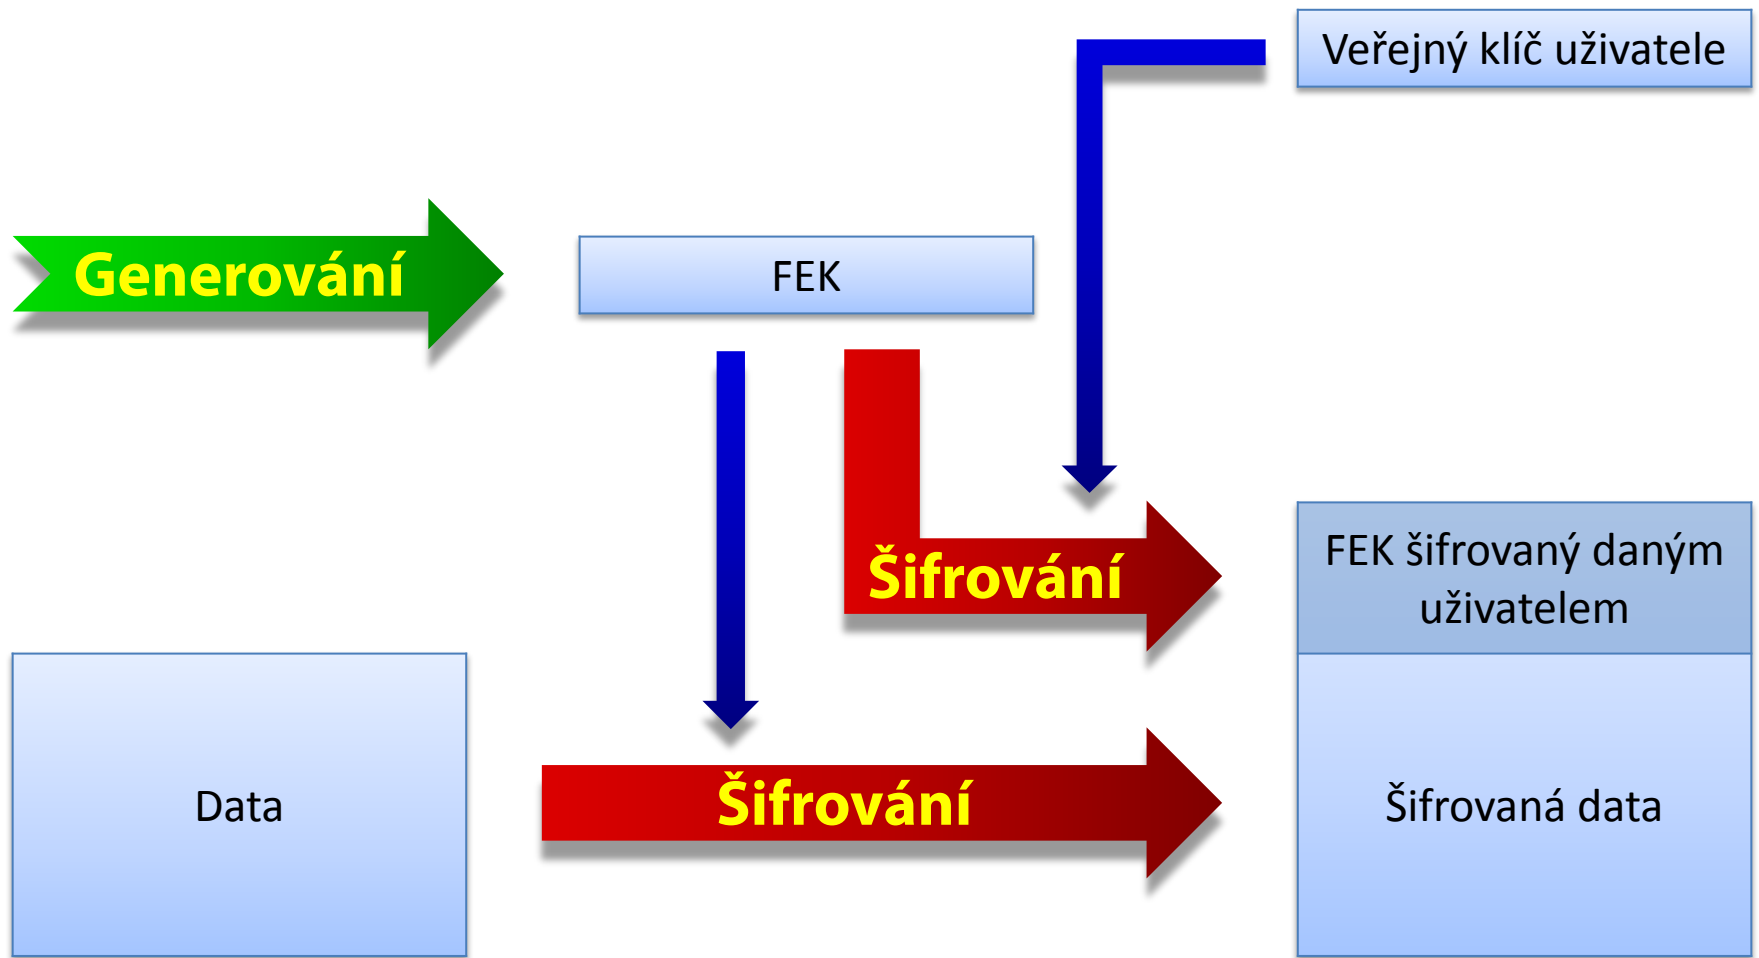 Veřejný klíč uživatele
Generování
FEK
Šifrování
FEK šifrovaný daným
uživatelem
Data
Šifrování
Šifrovaná data